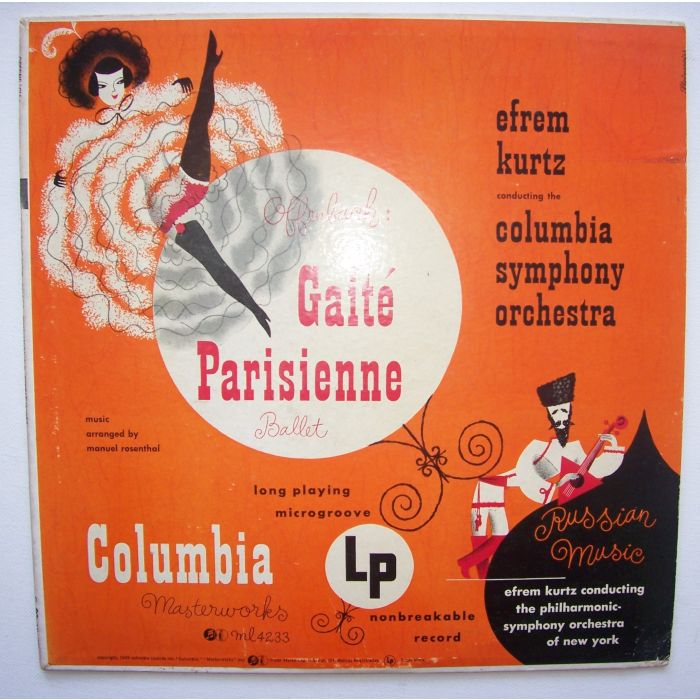 Offenbach:
Gaité
Parisienne
Ballet
efrem
kurtz
conducting the
columbia
symphony
orchestra
music
arranged by
manuel rosenthal
long playing
microgroove
Columbia
Masterworks
ml 4233
Lp
nonbreakable
record
Russian
Music
efrem kurtz conducting
the philharmonic-
symphony orchestra
of new york